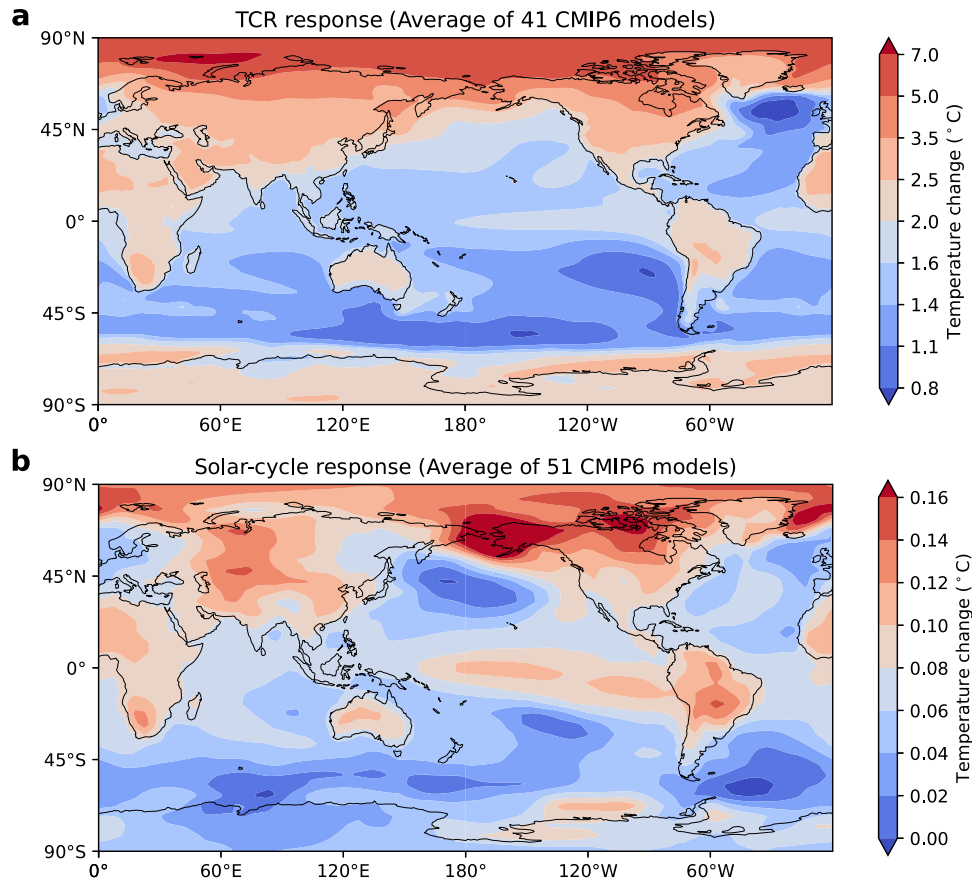 a
TCR response (Average of 41 CMIP6 models)
90°N
45°N
0°
45°S
90°S
0°
60°E
120°E
180°
120°W
60°W
7.0
5.0
3.5
2.5
2.0
1.6
1.4
1.1
0.8
Temperature change (°C)
b
Solar-cycle response (Average of 51 CMIP6 models)
90°N
45°N
0°
45°S
90°S
0°
60°E
120°E
180°
120°W
60°W
0.16
0.14
0.12
0.10
0.08
0.06
0.04
0.02
0.00
Temperature change (°C)